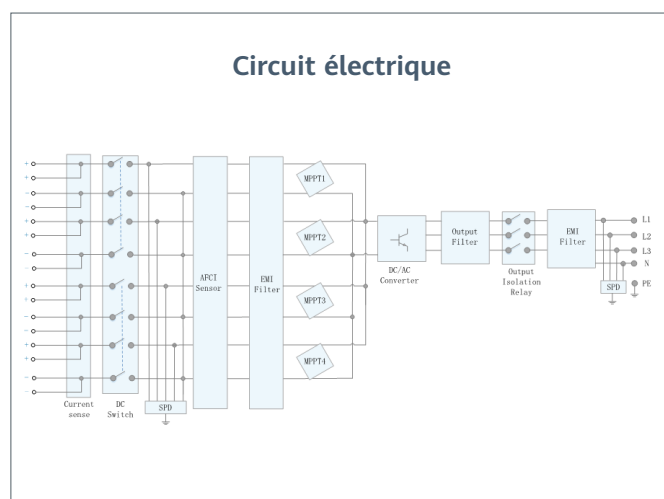 Circuit électrique
+
+
−
−
+
+
−
−
+
+
−
−
+
+
−
−
Current
sense
DC
Switch
SPD
AFCI
Sensor
EMI
Filter
MPPT1
MPPT2
MPPT3
MPPT4
DC/AC
Converter
Output
Filter
Output
Isolation
Relay
EMI
Filter
SPD
L1
L2
L3
N
PE